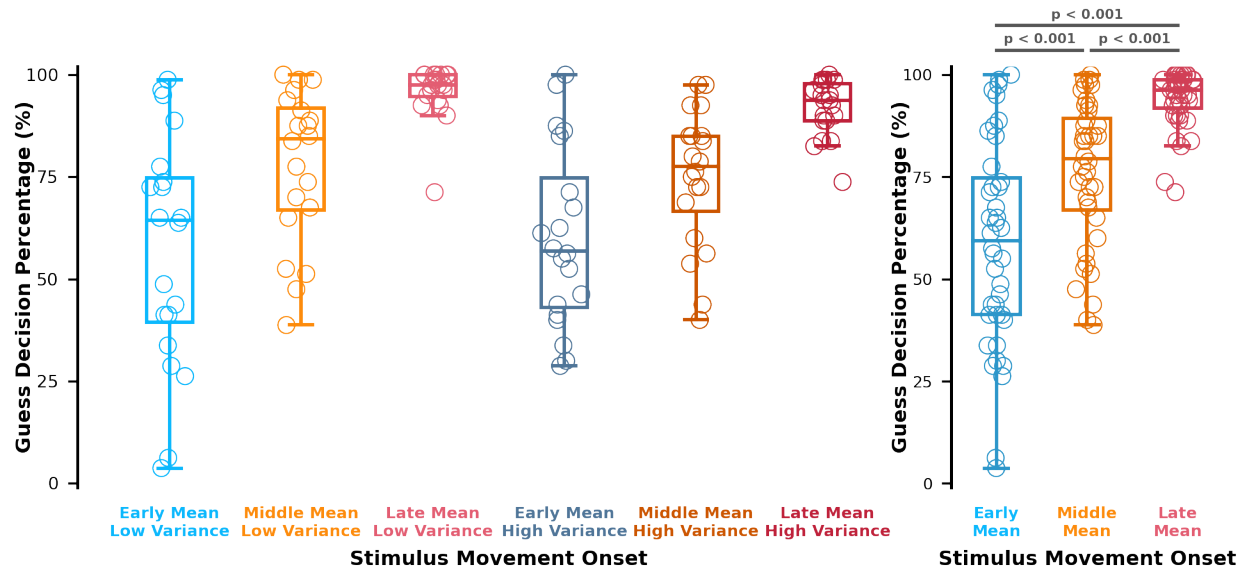 p < 0.001
p < 0.001 p < 0.001
Guess Decision Percentage (%)
100
75
50
25
0
Early Mean Low Variance
Middle Mean Low Variance
Late Mean Low Variance
Early Mean High Variance
Middle Mean High Variance
Late Mean High Variance
Stimulus Movement Onset
Guess Decision Percentage (%)
100
75
50
25
0
Early Mean
Middle Mean
Late Mean
Stimulus Movement Onset